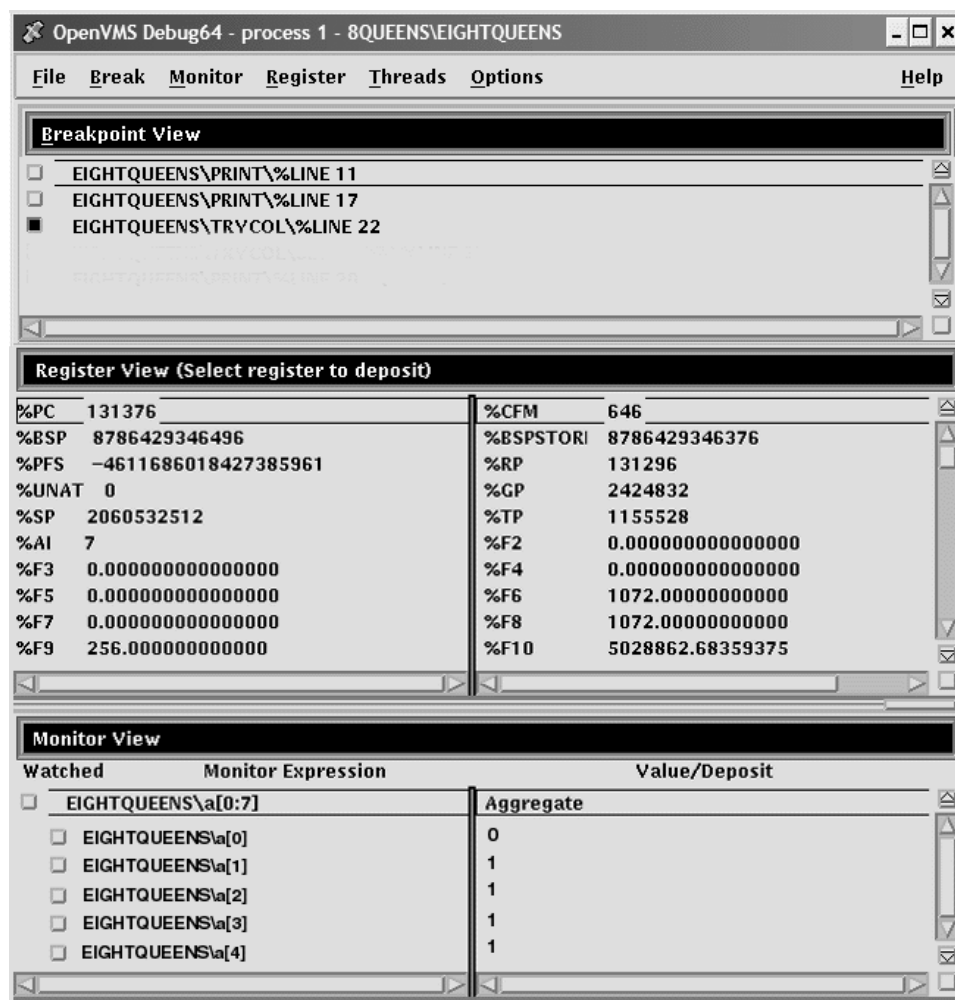 OpenVMS Debug64 - process 1 - 8QUEENS\EIGHTQUEENS
File Break Monitor Register Threads Options Help
Breakpoint View
EIGHTQUEENS\PRINT\%LINE 11
EIGHTQUEENS\PRINT\%LINE 17
EIGHTQUEENS\TRYCOL\%LINE 22
Register View (Select register to deposit)
%PC 131376 %CFM 646
%BSP 8786429346496 %BSPSTORI 8786429346376
%PFS −4611686018427385961 %RP 131296
%UNAT 0 %GP 2424832
%SP 2060532512 %TP 1155528
%AI 7 %F2 0.000000000000000
%F3 0.000000000000000 %F4 0.000000000000000
%F5 0.000000000000000 %F6 1072.00000000000
%F7 0.000000000000000 %F8 1072.00000000000
%F9 256.000000000000 %F10 5028862.68359375
Monitor View
Watched Monitor Expression Value/Deposit
EIGHTQUEENS\a[0:7] Aggregate
EIGHTQUEENS\a[0] 0
EIGHTQUEENS\a[1] 1
EIGHTQUEENS\a[2] 1
EIGHTQUEENS\a[3] 1
EIGHTQUEENS\a[4] 1